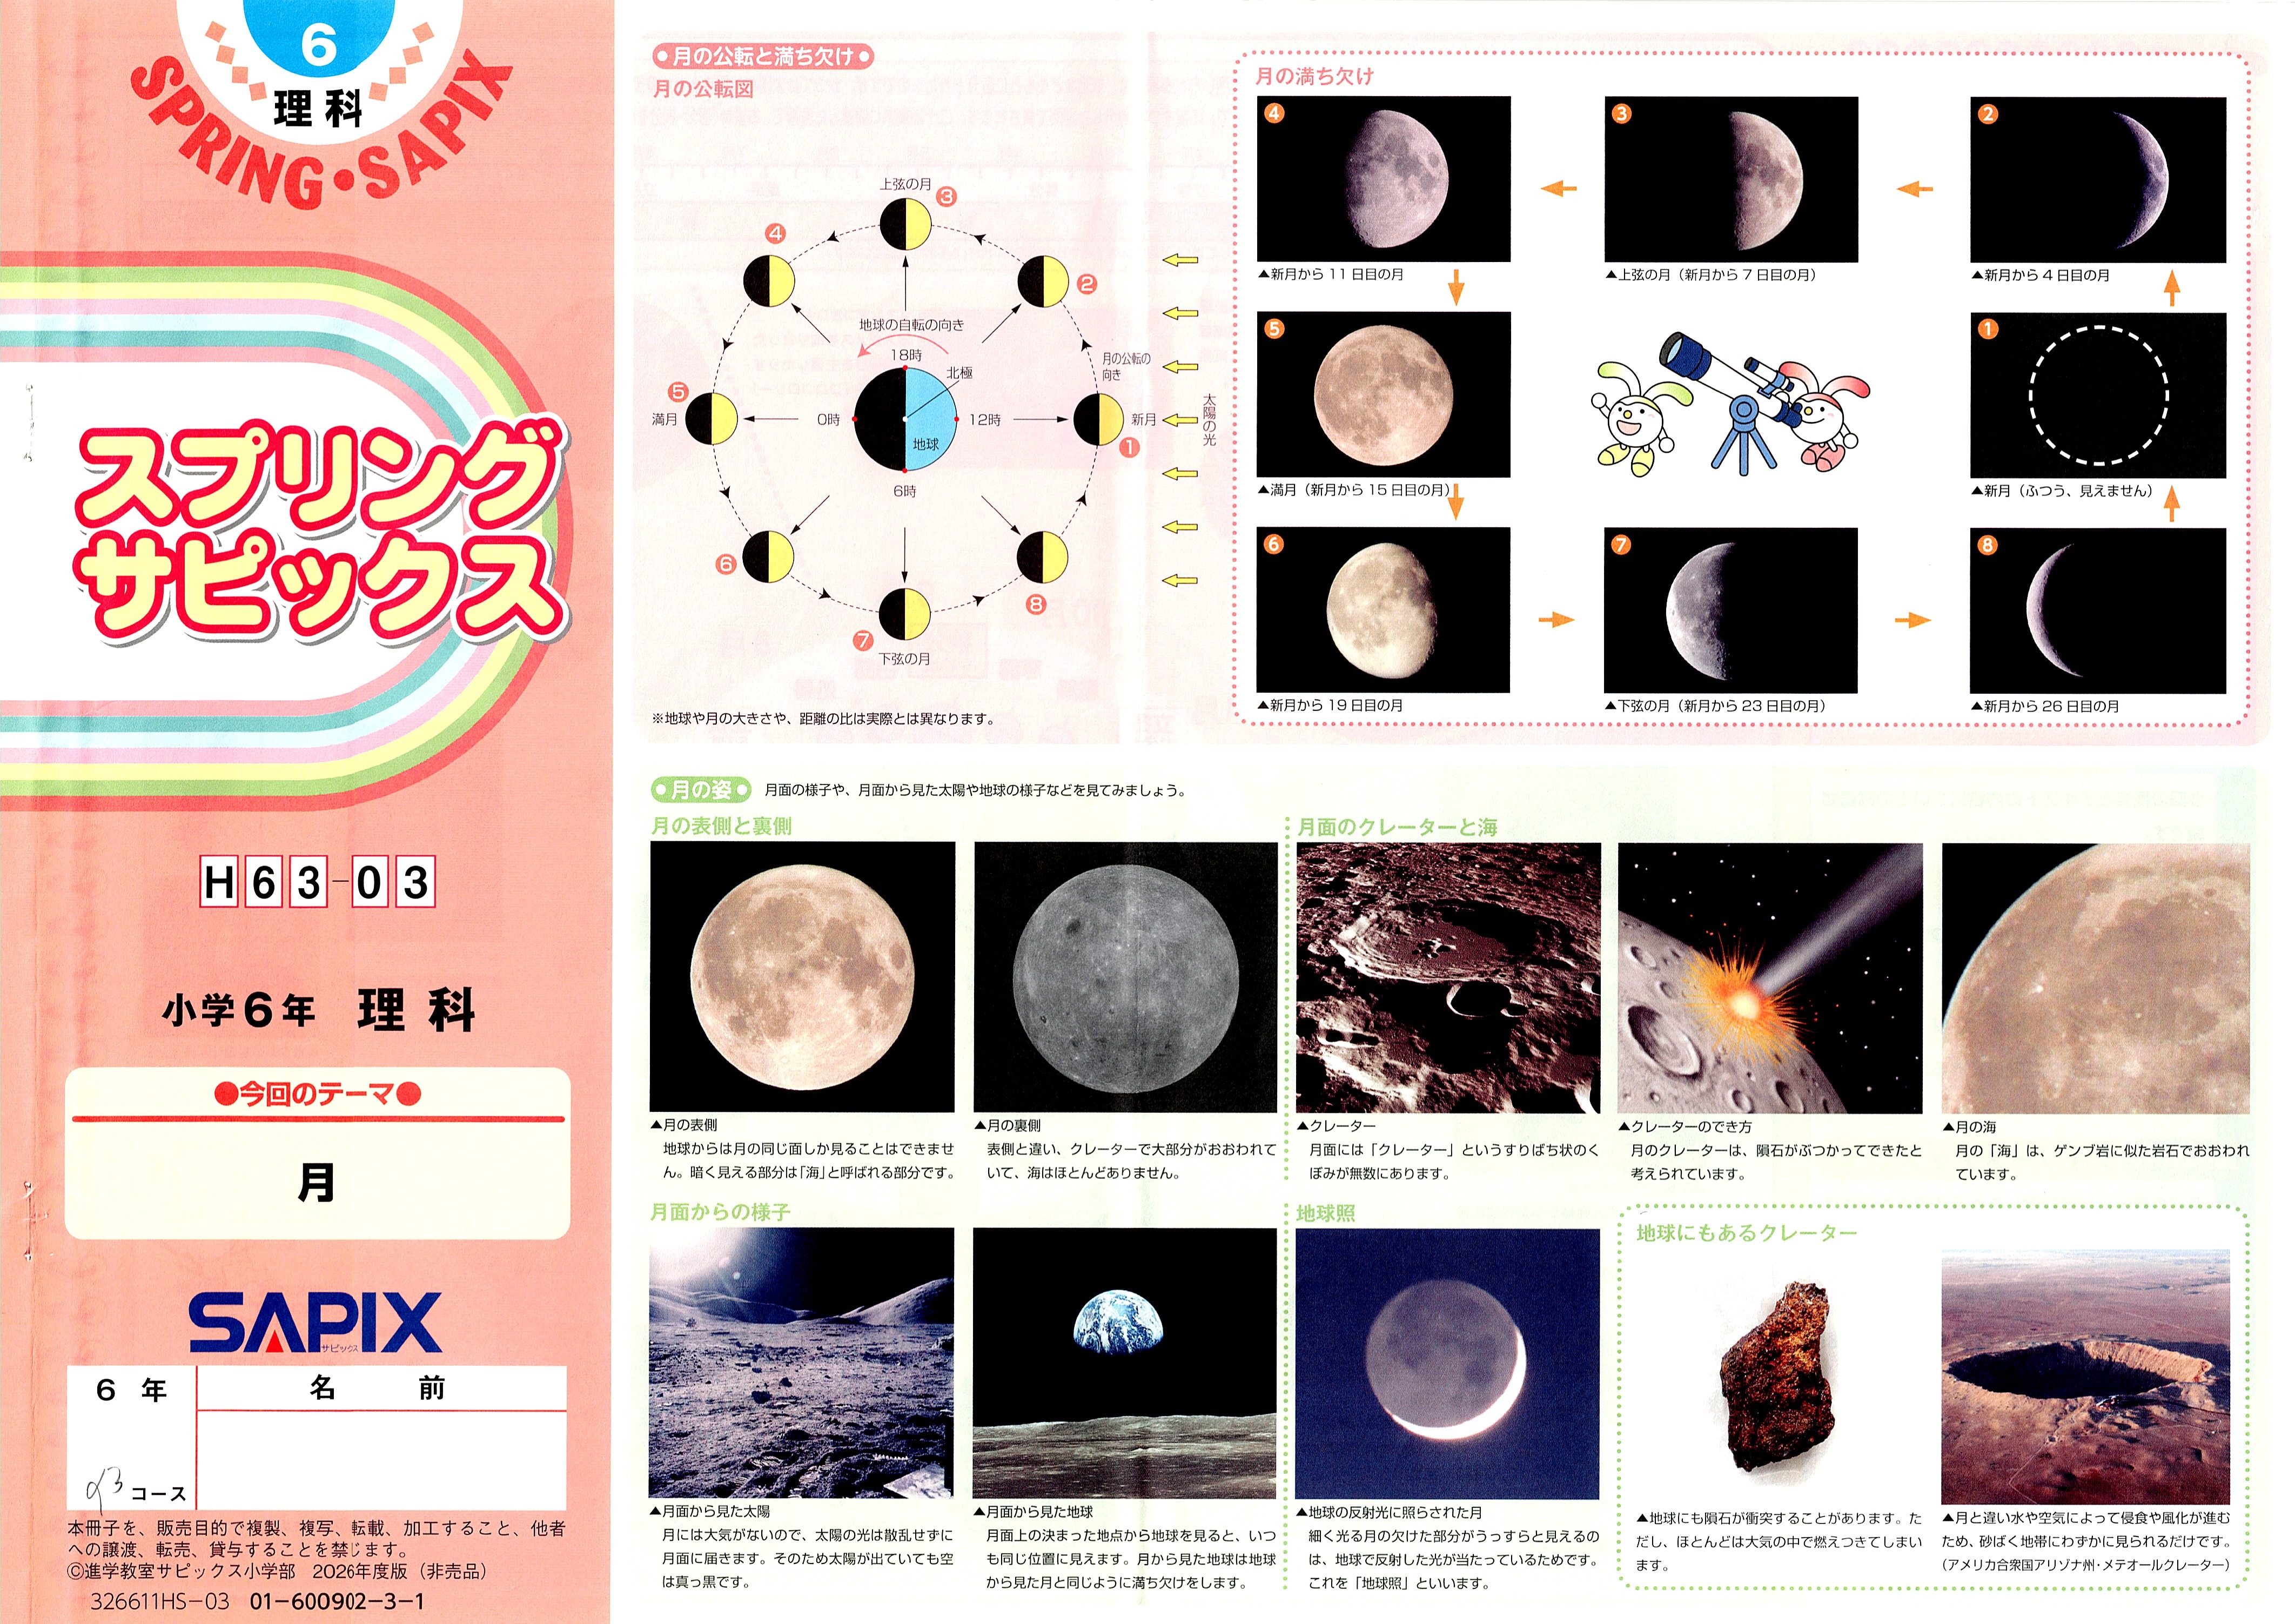 6
理科
SPRING・SAPIX
スプリング
サピックス
H63-03
小学6年 理科
●今回のテーマ●
月
SAPIX
サピックス
6 年
名 前
コース
本冊子を、販売目的で複製、複写、転載、加工すること、他者
への譲渡、転売、貸与することを禁じます。
©進学教室サピックス小学部 2026年度版（非売品）
326611HS-03 01-600902-3-1
●月の公転と満ち欠け●
月の公転図
上弦の月
③
④
②
地球の自転の向き
18時
北極
月の公転の
向き
⑤
満月
0時
12時
新月
①
地球
太陽の光
6時
⑥
⑧
⑦
下弦の月
※地球や月の大きさや、距離の比は実際とは異なります。
月の満ち欠け
④
▲新月から 11 日目の月
③
▲上弦の月（新月から 7 日目の月）
②
▲新月から 4 日目の月
⑤
▲満月（新月から 15 日目の月）
①
▲新月（ふつう、見えません）
⑥
▲新月から 19 日目の月
⑦
▲下弦の月（新月から 23 日目の月）
⑧
▲新月から 26 日目の月
●月の姿●
月面の様子や、月面から見た太陽や地球の様子などを見てみましょう。
月の表側と裏側
▲月の表側
地球からは月の同じ面しか見ることはできませ
ん。暗く見える部分は「海」と呼ばれる部分です。
▲月の裏側
表側と違い、クレーターで大部分がおおわれて
いて、海はほとんどありません。
月面のクレーターと海
▲クレーター
月面には「クレーター」というすりばち状のく
ぼみが無数にあります。
▲クレーターのでき方
月のクレーターは、隕石がぶつかってできたと
考えられています。
▲月の海
月の「海」は、ゲンブ岩に似た岩石でおおわれ
ています。
月面からの様子
▲月面から見た太陽
月には大気がないので、太陽の光は散乱せずに
月面に届きます。そのため太陽が出ていても空
は真っ黒です。
▲月面から見た地球
月面上の決まった地点から地球を見ると、いつ
も同じ位置に見えます。月から見た地球は地球
から見た月と同じように満ち欠けをします。
地球照
▲地球の反射光に照らされた月
細く光る月の欠けた部分がうっすらと見えるの
は、地球で反射した光が当たっているためです。
これを「地球照」といいます。
地球にもあるクレーター
▲地球にも隕石が衝突することがあります。た
だし、ほとんどは大気の中で燃えつきてしまい
ます。
▲月と違い水や空気によって侵食や風化が進む
ため、砂ばく地帯にわずかに見られるだけです。
（アメリカ合衆国アリゾナ州・メテオールクレーター）